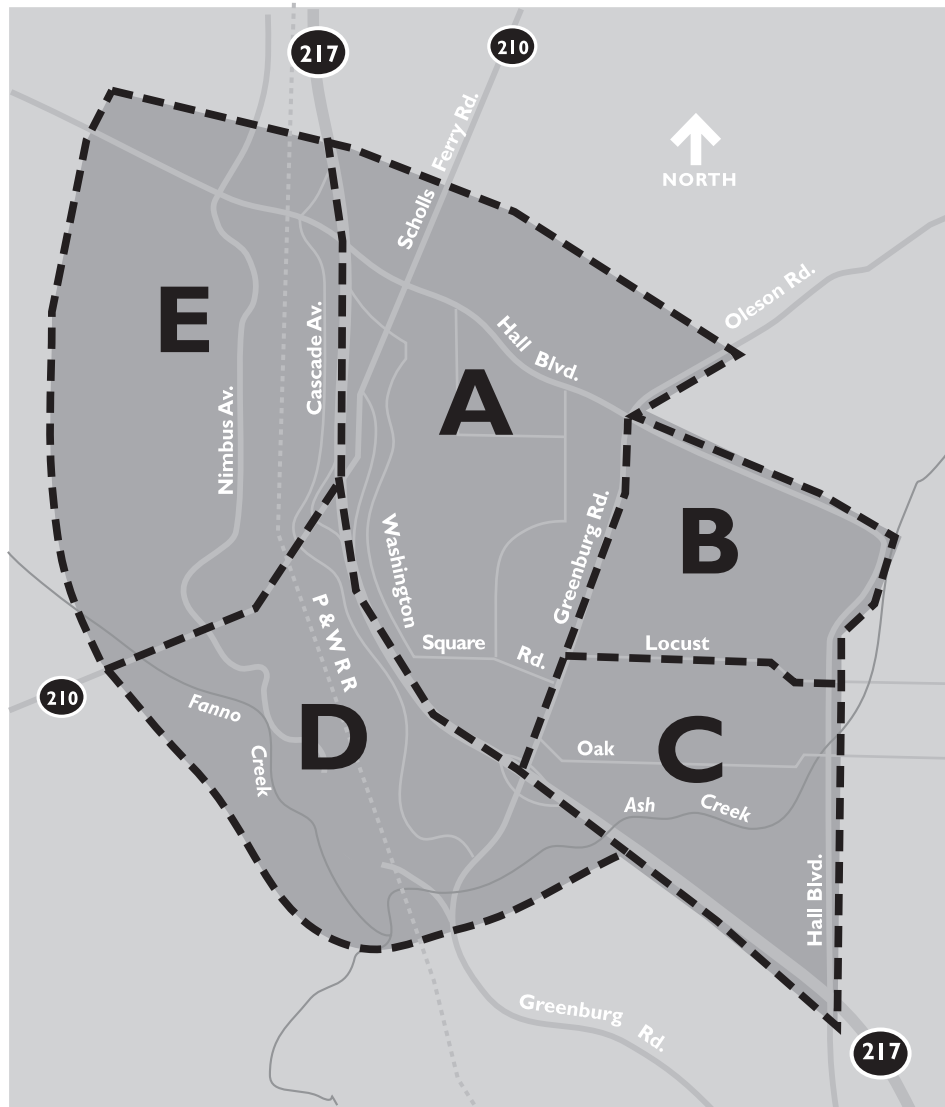 217
210
Scholls Ferry Rd.
NORTH
Oleson Rd.
E
Cascade Av.
Hall Blvd.
A
Nimbus Av.
Greenburg Rd.
B
Washington
Square
Rd.
Locust
P & W R R
210
Fanno
Creek
D
Oak
C
Ash
Creek
Hall Blvd.
Greenburg Rd.
217